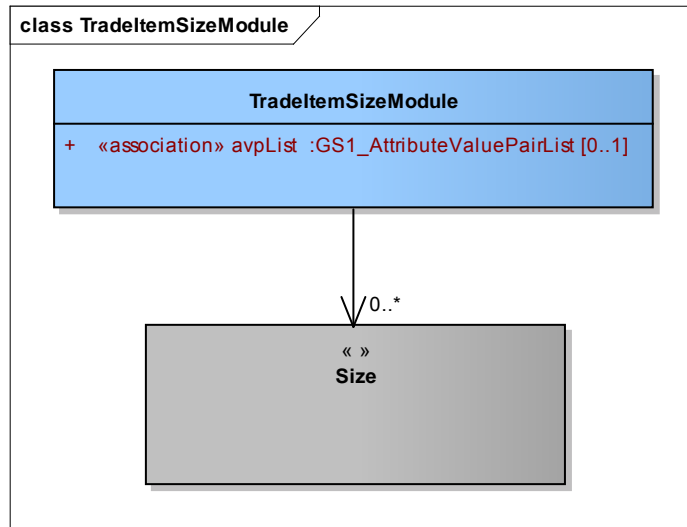 class TradeItemSizeModule
TradeItemSizeModule
+ «association» avpList :GS1_AttributeValuePairList [0..1]
0..*
« »
Size